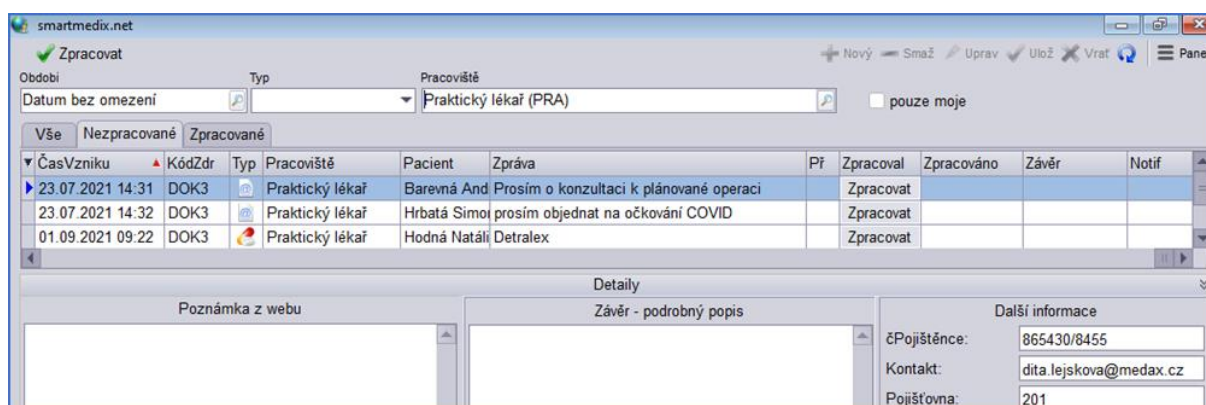 smartmedix.net
Zpracovat Nový Smaž Uprav Ulož Vrať Pane
Období Typ Pracoviště
Datum bez omezení Praktický lékař (PRA) pouze moje
Vše Nezpracované Zpracované
ČasVzniku KódZdr Typ Pracoviště Pacient Zpráva Př Zpracoval Zpracováno Závěr Notif
23.07.2021 14:31 DOK3 Praktický lékař Barevná And Prosím o konzultaci k plánované operaci Zpracovat
23.07.2021 14:32 DOK3 Praktický lékař Hrbatá Simon prosím objednat na očkování COVID Zpracovat
01.09.2021 09:22 DOK3 Praktický lékař Hodná Natáli Detralex Zpracovat
Detaily
Poznámka z webu Závěr - podrobný popis Další informace
čPojištěnce: 865430/8455
Kontakt: dita.lejskova@medax.cz
Pojišťovna: 201